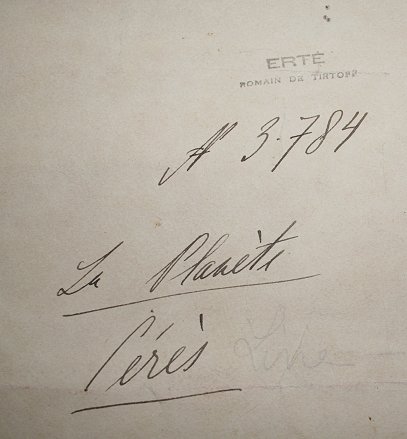 ERTÉ
ROMAIN DE TIRTOFF
N° 3.784
La Planète
Cérès